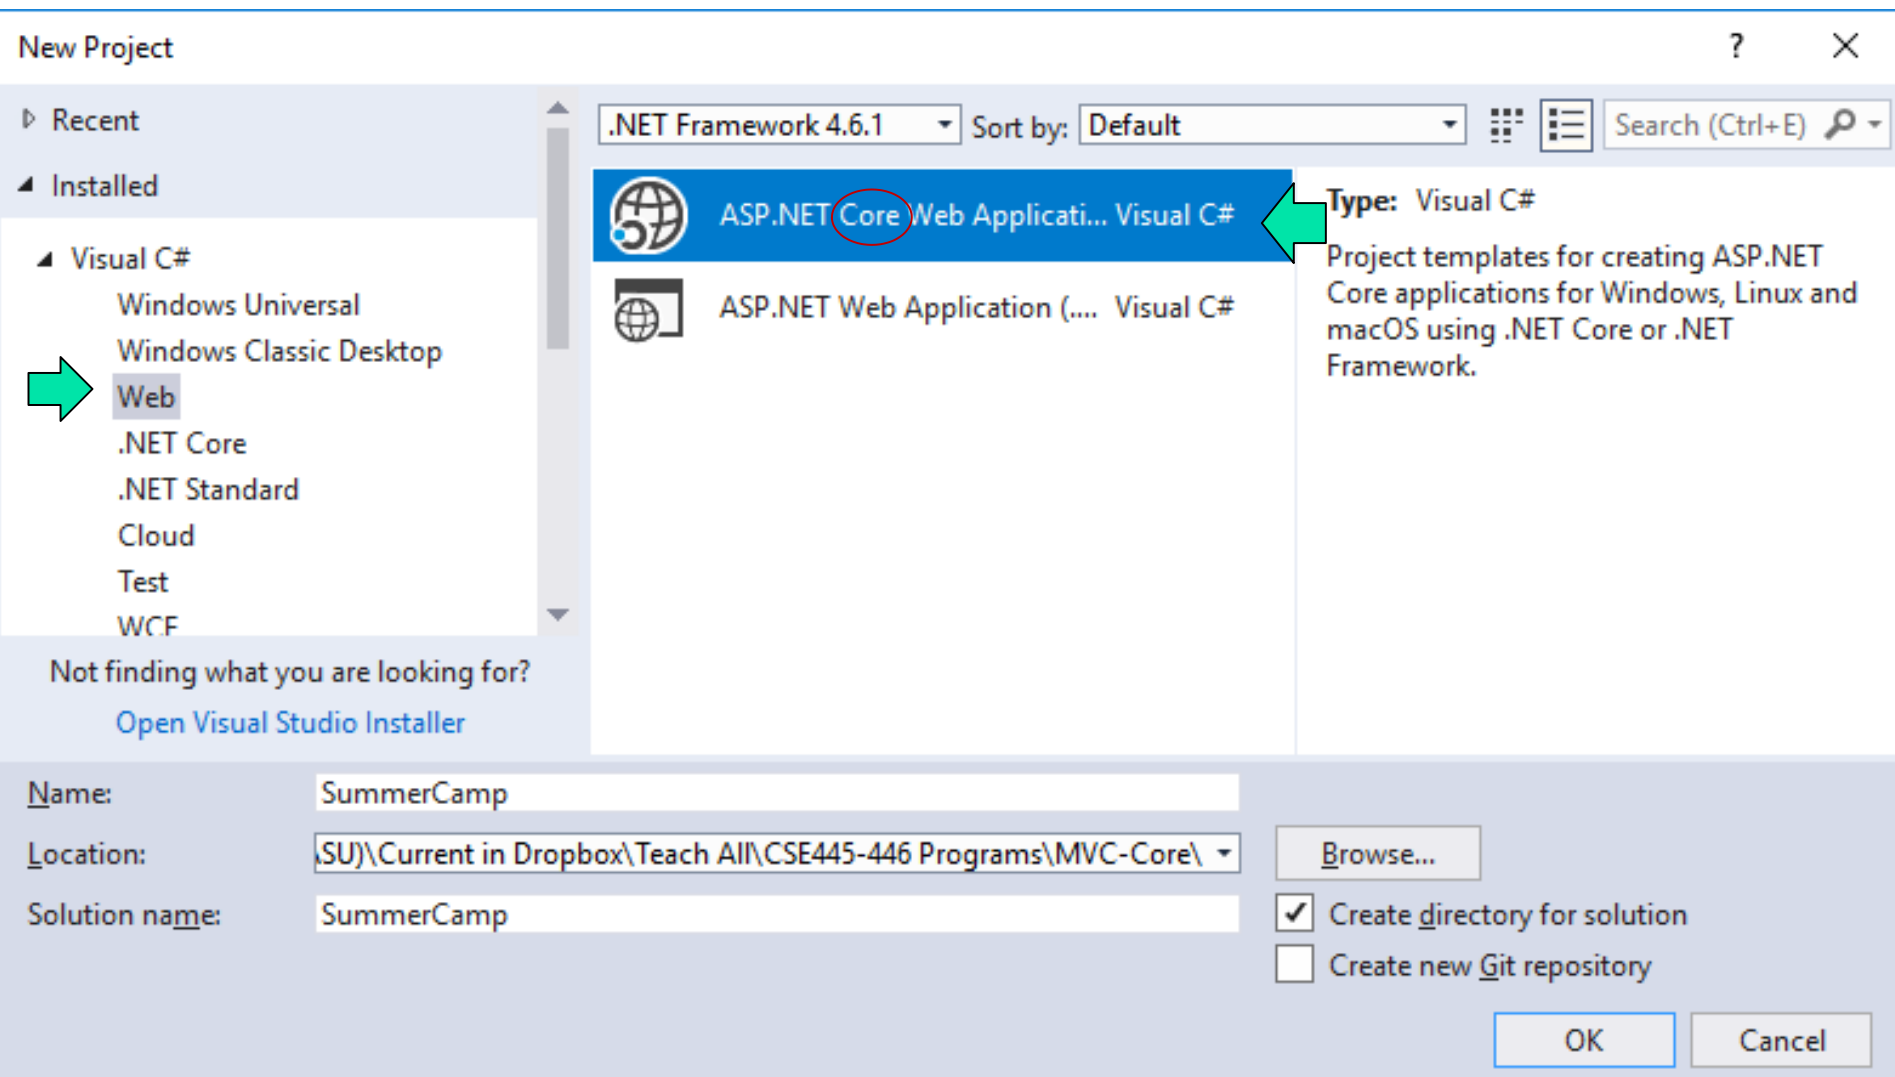 New Project
?
Recent
Installed
Visual C#
Windows Universal
Windows Classic Desktop
Web
.NET Core
.NET Standard
Cloud
Test
WCF
Not finding what you are looking for?
Open Visual Studio Installer
.NET Framework 4.6.1 Sort by: Default
Search (Ctrl+E)
ASP.NET Core Web Applicati... Visual C#
ASP.NET Web Application (.... Visual C#
Type: Visual C#
Project templates for creating ASP.NET
Core applications for Windows, Linux and
macOS using .NET Core or .NET
Framework.
Name: SummerCamp
Location: SU)\Current in Dropbox\Teach All\CSE445-446 Programs\MVC-Core\
Browse...
Solution name: SummerCamp
Create directory for solution
Create new Git repository
OK Cancel